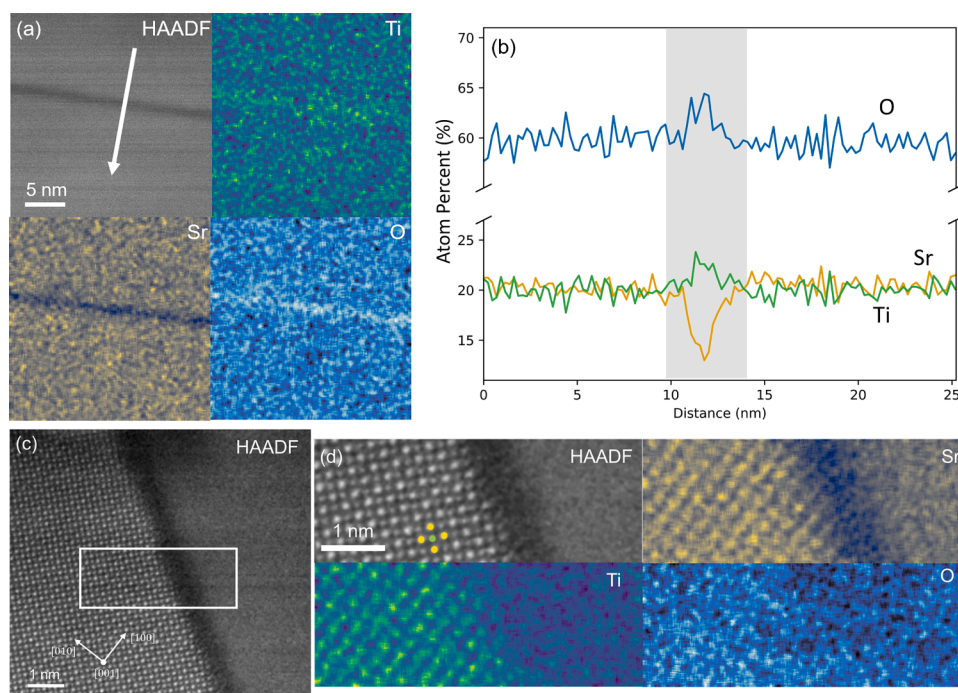 (a)
HAADF
Ti
5 nm
Sr
O
(b)
70
65
60
25
20
15
Atom Percent (%)
O
Sr
Ti
0
5
10
15
20
25
Distance (nm)
(c)
HAADF
[010]
[100]
[001]
1 nm
(d)
HAADF
1 nm
Sr
Ti
O